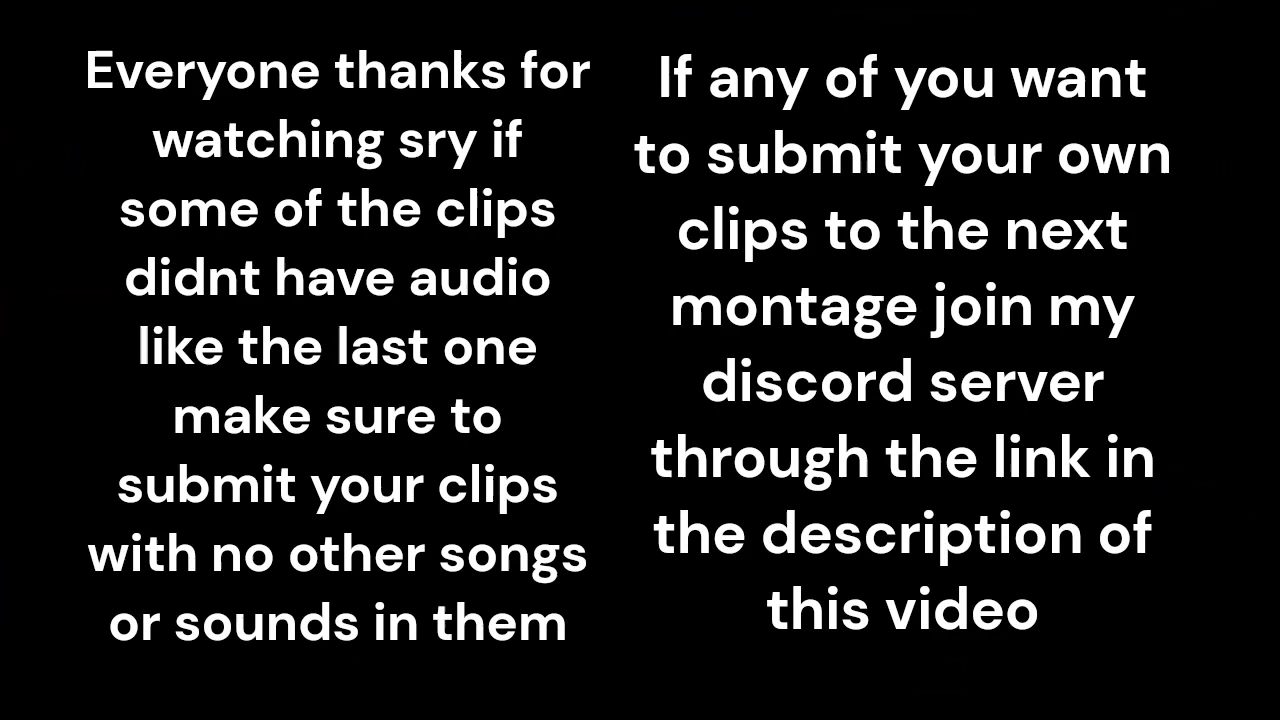 Everyone thanks for
watching sry if
some of the clips
didnt have audio
like the last one
make sure to
submit your clips
with no other songs
or sounds in them
If any of you want
to submit your own
clips to the next
montage join my
discord server
through the link in
the description of
this video